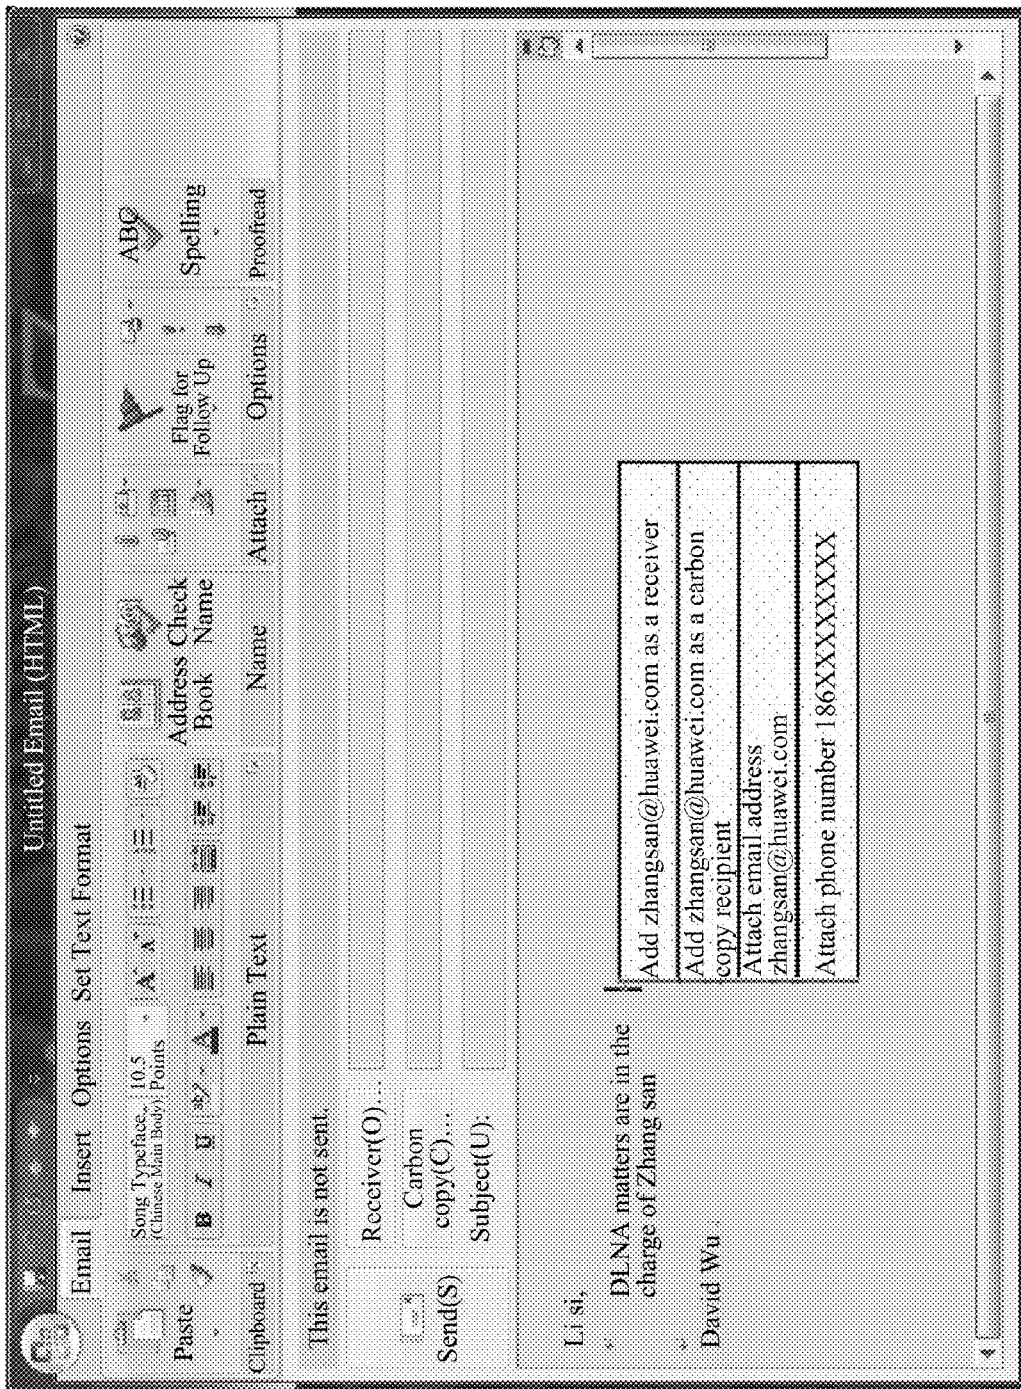 Untitled Email (HTML)
Email Insert Options Set Text Format
Paste
Song Typeface
(Chinese Main Body)
10.5
Points
A A
B I U ab/ A
Address
Book
Check
Name
Flag for
Follow Up
ABC
Spelling
Clipboard Plain Text Name Attach Options Proofread
This email is not sent.
Send(S)
Receiver(O)...
Carbon
copy(C)...
Subject(U):
Li si,
DLNA matters are in the
charge of Zhang san
David Wu
Add zhangsan@huawei.com as a receiver
Add zhangsan@huawei.com as a carbon
copy recipient
Attach email address
zhangsan@huawei.com
Attach phone number 186XXXXXXXX